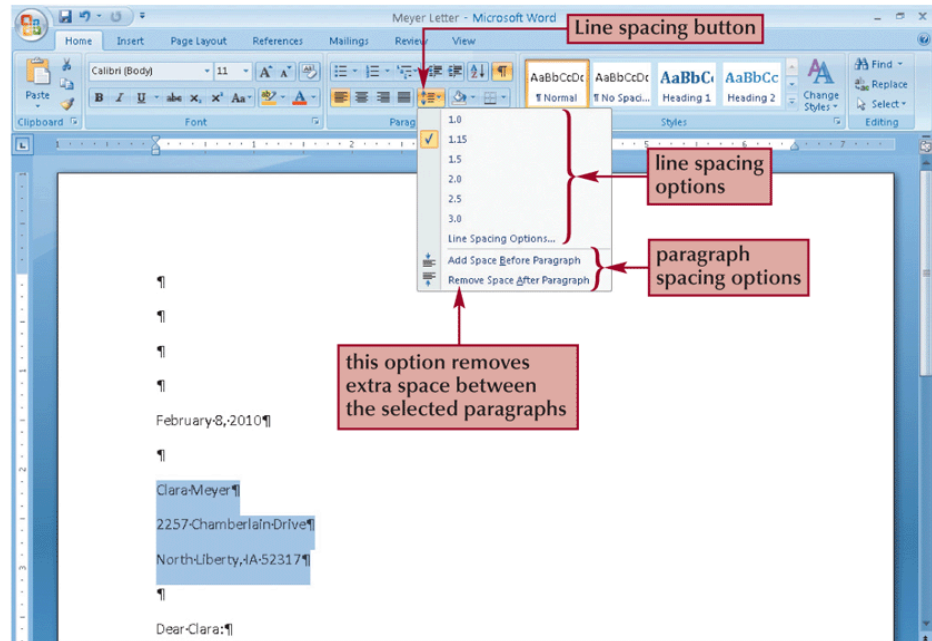 Meyer Letter - Microsoft Word
Line spacing button
Home Insert Page Layout References Mailings Review View
Calibri (Body) 11
AaBbCcDc AaBbCcDc AaBbC AaBbCc
Find
Replace
Paste
B I U abc x, x² Aa A
¶ Normal ¶ No Spaci... Heading 1 Heading 2
Change
Styles
Select
Clipboard Font Parag Styles Editing
1.0
1.15
1.5
2.0
2.5
3.0
Line Spacing Options...
line spacing
options
Add Space Before Paragraph
Remove Space After Paragraph
paragraph
spacing options
this option removes
extra space between
the selected paragraphs
¶
¶
¶
¶
February·8,·2010¶
¶
Clara·Meyer¶
2257·Chamberlain·Drive¶
North·Liberty,·IA·52317¶
¶
Dear·Clara:¶